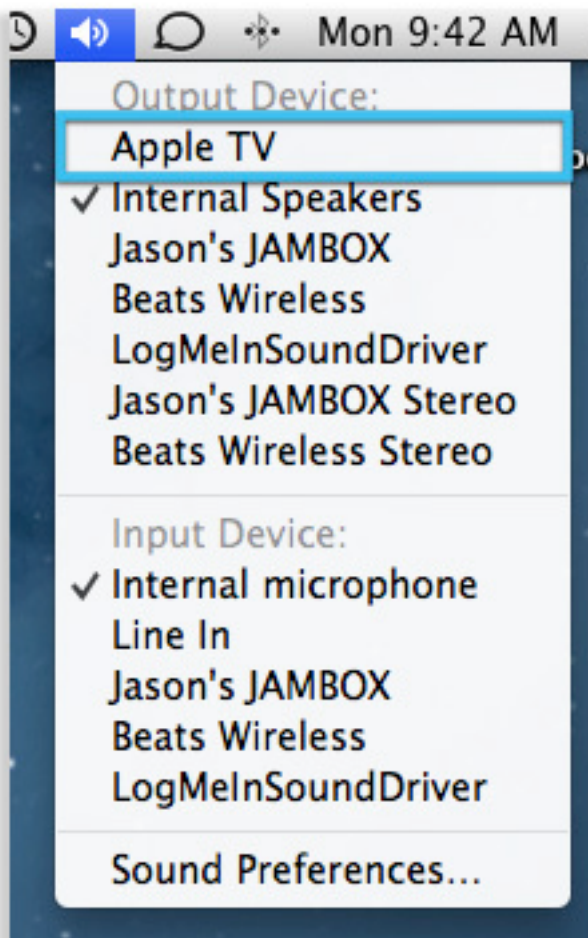 Mon 9:42 AM
Output Device:
Apple TV
✓ Internal Speakers
Jason's JAMBOX
Beats Wireless
LogMeInSoundDriver
Jason's JAMBOX Stereo
Beats Wireless Stereo
Input Device:
✓ Internal microphone
Line In
Jason's JAMBOX
Beats Wireless
LogMeInSoundDriver
Sound Preferences...